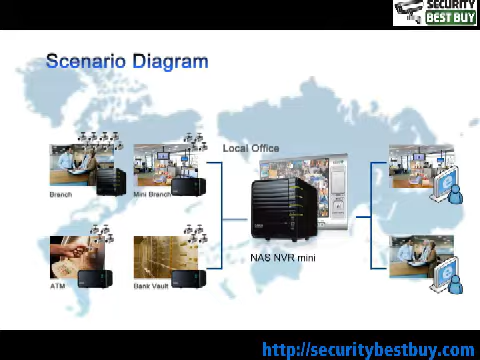 SECURITY
BEST BUY
Scenario Diagram
Local Office
Branch
Mini Branch
NAS NVR mini
ATM
Bank Vault
http://securitybestbuy.com/